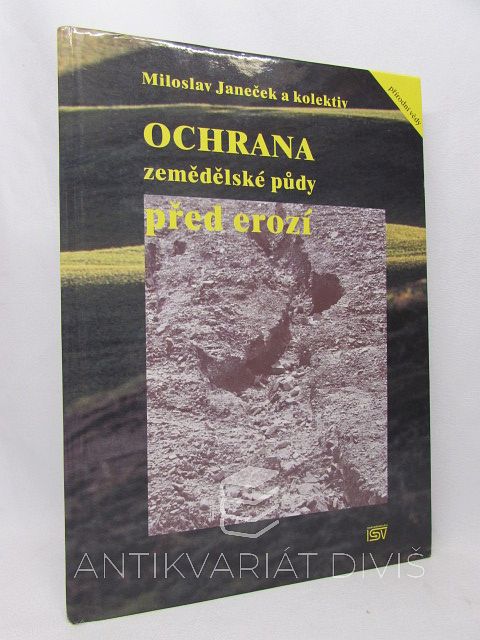 Miloslav Janeček a kolektiv
přírodní vědy
OCHRANA
zemědělské půdy
před erozí
ISV
ANTIKVARIÁT DIVIŠ